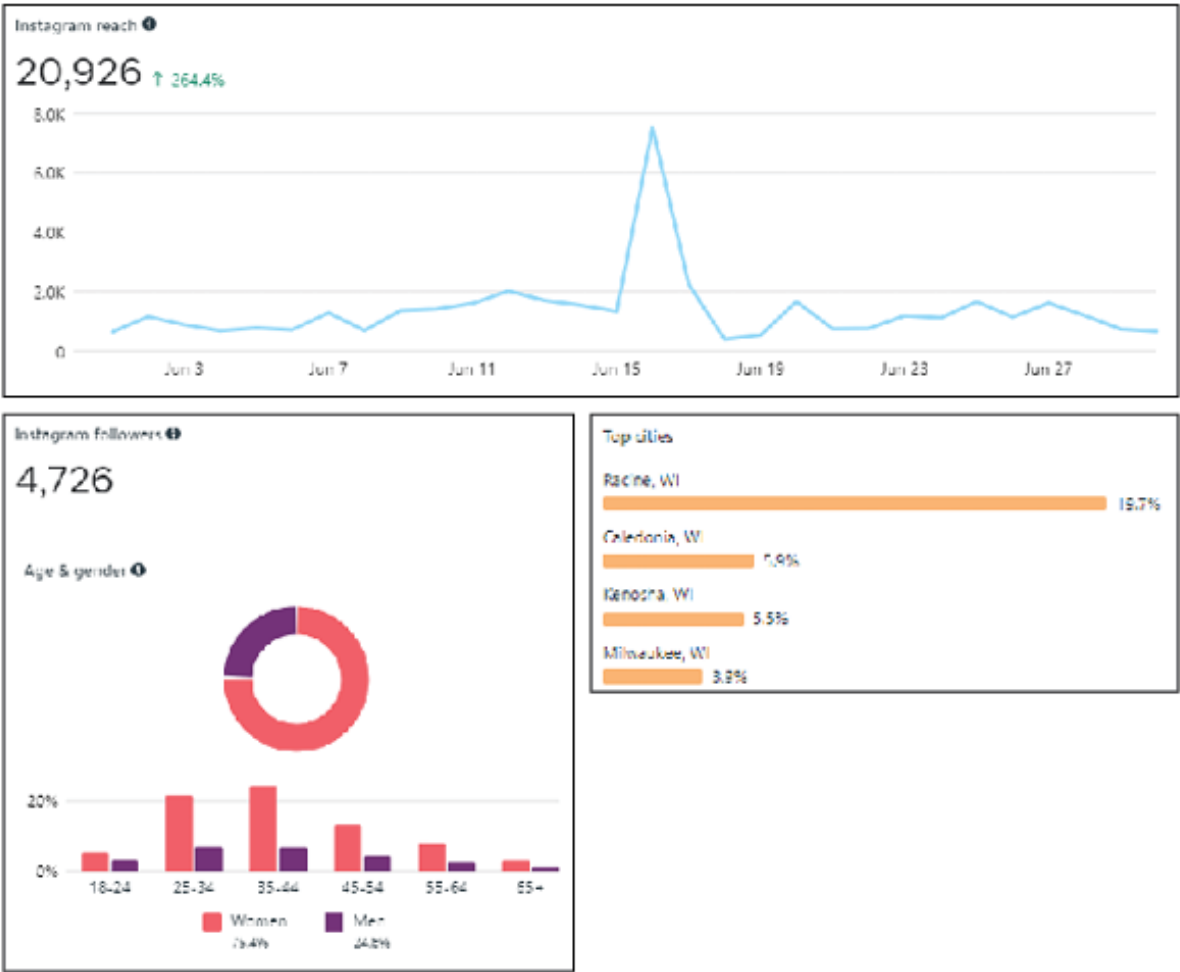 Instagram reach
20,926 ↑ 264.4%
8.0K
6.0K
4.0K
2.0K
0
Jun 3 Jun 7 Jun 11 Jun 15 Jun 19 Jun 23 Jun 27
Instagram followers
4,726
Age & gender
20%
0%
18-24 25-34 35-44 45-54 55-64 65+
Women Men
Top cities
Racine, WI
19.7%
Caledonia, WI
5.9%
Kenosha, WI
5.5%
Milwaukee, WI